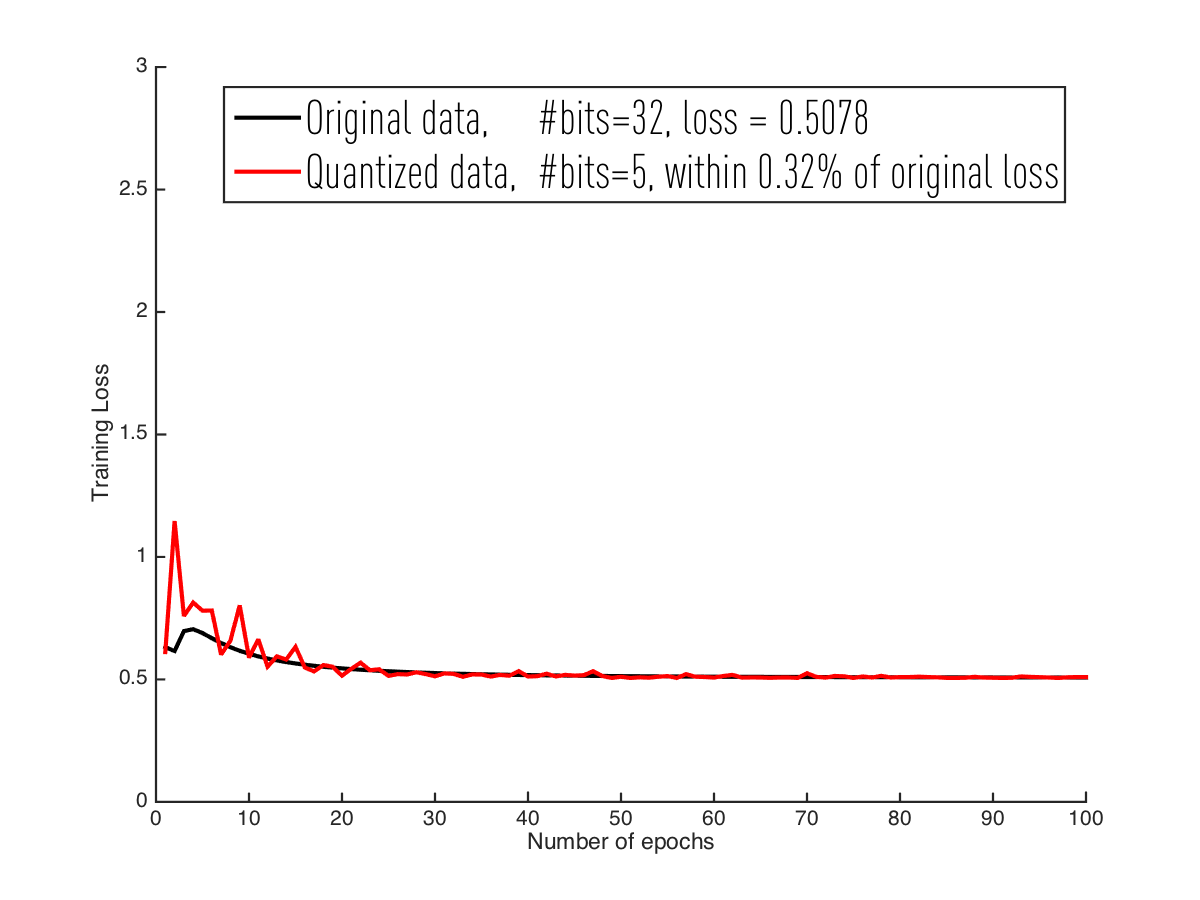 3
Original data, #bits=32, loss = 0.5078
Quantized data, #bits=5, within 0.32% of original loss
2.5
2
1.5
1
0.5
0
Training Loss
0 10 20 30 40 50 60 70 80 90 100
Number of epochs